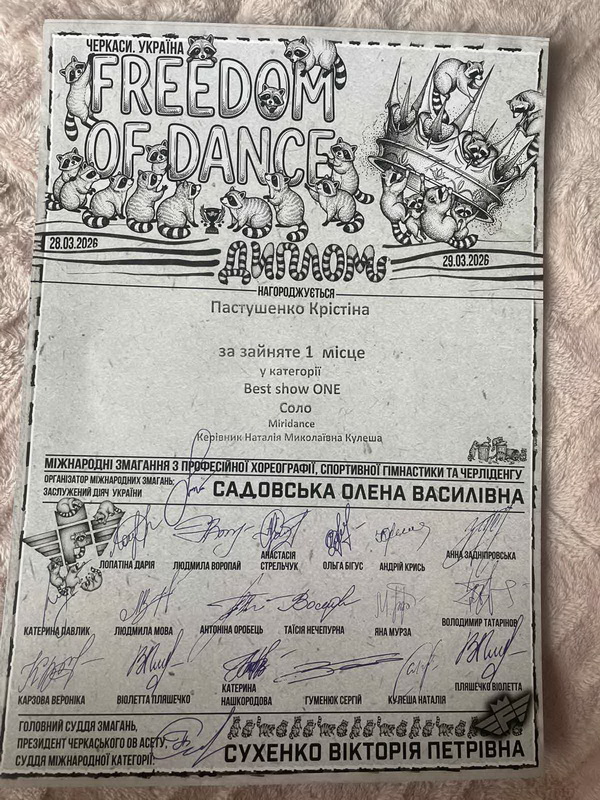 ЧЕРКАСИ, УКРАЇНА
FREEDOM
OF DANCE
28.03.2026
ДИПЛОМ
29.03.2026
НАГОРОДЖУЄТЬСЯ
Пастушенко Крістіна
за зайняте 1 місце
у категорії
Best show ONE
Соло
Miridance
Керівник Наталія Миколаївна Кулеша
МІЖНАРОДНІ ЗМАГАННЯ З ПРОФЕСІЙНОЇ ХОРЕОГРАФІЇ, СПОРТИВНОЇ ГІМНАСТИКИ ТА ЧЕРЛІДЕНГУ
ОРГАНІЗАТОР МІЖНАРОДНИХ ЗМАГАНЬ:
ЗАСЛУЖЕНИЙ ДІЯЧ УКРАЇНИ
САДОВСЬКА ОЛЕНА ВАСИЛІВНА
ЛОПАТІНА ДАРІЯ
ЛЮДМИЛА ВОРОПАЙ
АНАСТАСІЯ
СТРЕЛЬЧУК
ОЛЬГА БІГУС
АНДРІЙ КРИСЬ
АННА ЗАДНІПРОВСЬКА
КАТЕРИНА ПАВЛИК
ЛЮДМИЛА МОВА
АНТОНІНА ОРОБЕЦЬ
ТАЇСІЯ НЕЧЕПУРНА
ЯНА МУРЗА
ВОЛОДИМИР ТАТАРІНОВ
КАРЗОВА ВЕРОНІКА
ВІОЛЕТТА ПЛЯШЕЧКО
КАТЕРИНА
НАШКОРОДОВА
ГУМЕНЮК СЕРГІЙ
КУЛЕША НАТАЛІЯ
ПЛЯШЕЧКО ВІОЛЕТТА
ГОЛОВНИЙ СУДДЯ ЗМАГАНЬ,
ПРЕЗИДЕНТ ЧЕРКАСЬКОГО ОВ АСЕТУ,
СУДДЯ МІЖНАРОДНОЇ КАТЕГОРІЇ:
СУХЕНКО ВІКТОРІЯ ПЕТРІВНА